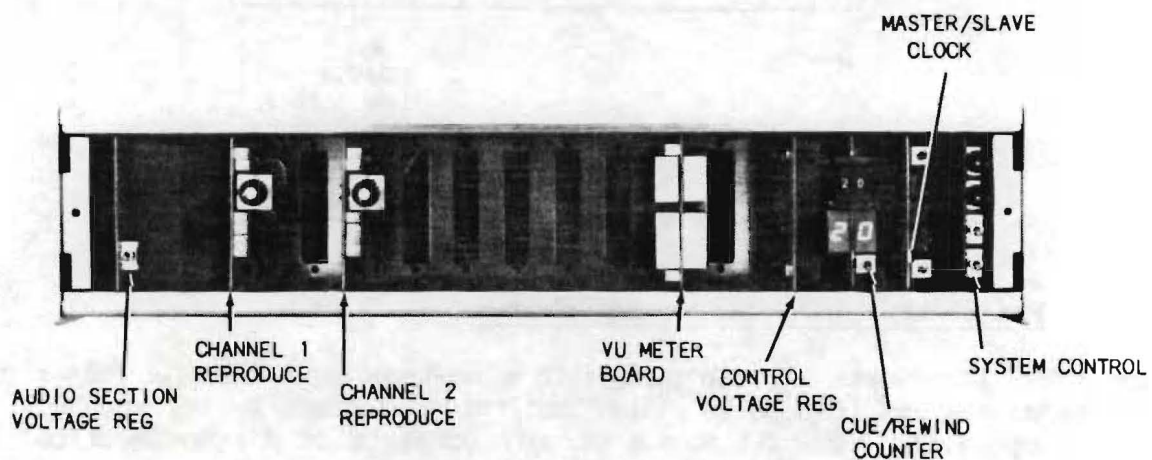 MASTER/SLAVE
CLOCK
20
20
AUDIO SECTION
VOLTAGE REG
CHANNEL 1
REPRODUCE
CHANNEL 2
REPRODUCE
VU METER
BOARD
CONTROL
VOLTAGE REG
CUE/REWIND
COUNTER
SYSTEM CONTROL